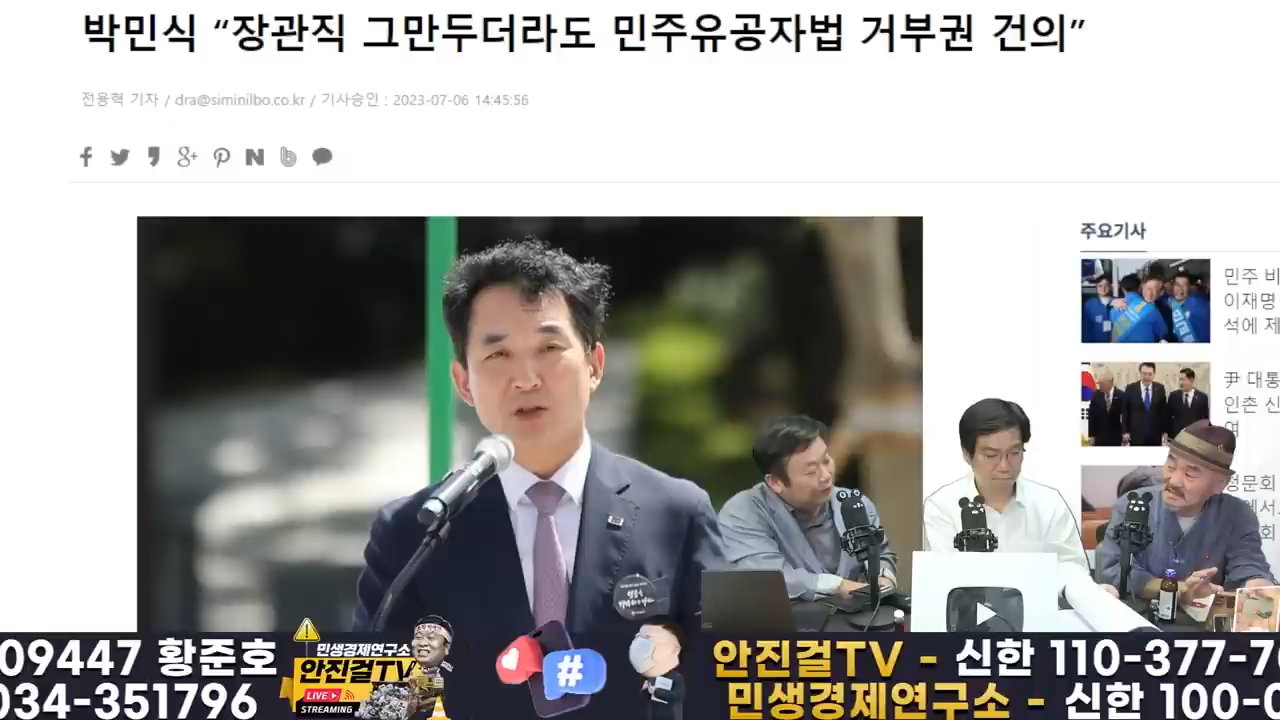 박민식 “장관직 그만두더라도 민주유공자법 거부권 건의”
전용혁 기자 / dra@siminilbo.co.kr / 기사승인 : 2023-07-06 14:45:56
주요기사
민주 비
이재명
석에 제
尹 대통
인촌 신
09447 황준호
034-351796
민생경제연구소
안진걸TV
LIVE
STREAMING
#
안진걸TV - 신한 110-377-70
민생경제연구소 - 신한 100-0